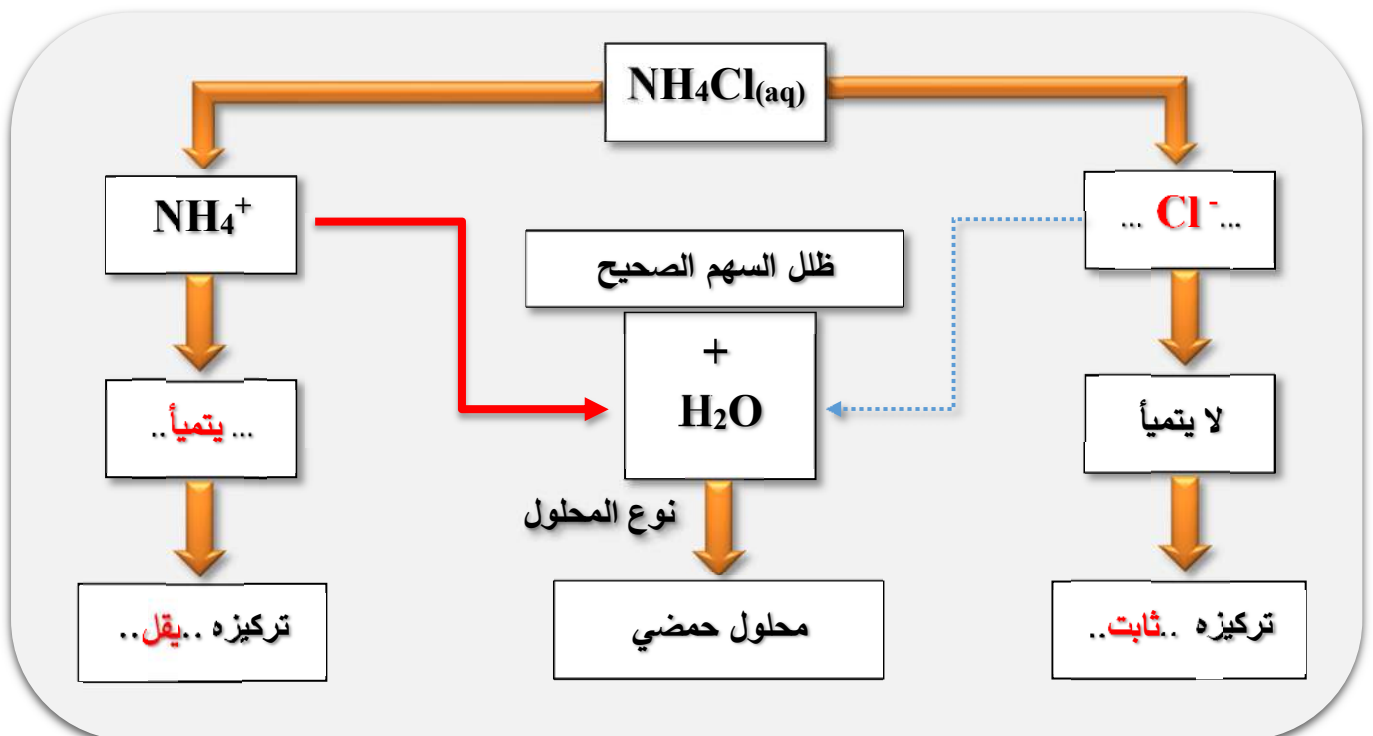 NH₄Cl(aq)
NH₄⁺
... Cl⁻ ...
ظلل السهم الصحيح
+
H₂O
... يتميأ..
لا يتميأ
نوع المحلول
تركيزه ..يقل..
محلول حمضي
تركيزه ..ثابت..